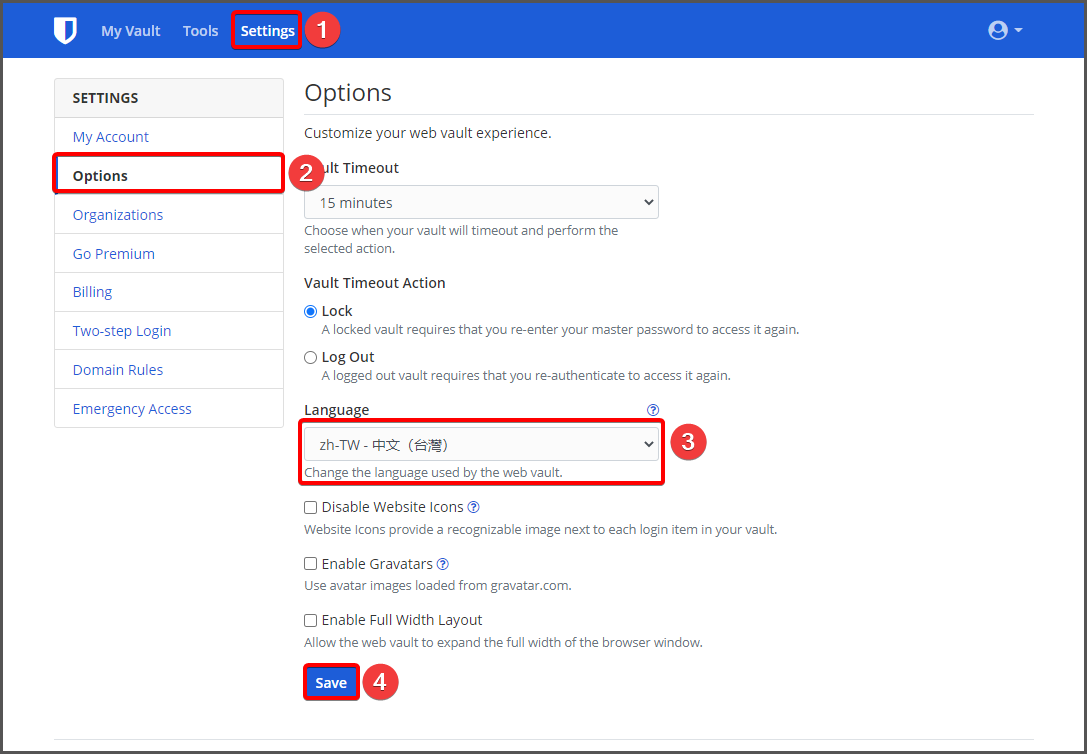 My Vault Tools Settings 1
SETTINGS
My Account
Options 2
Organizations
Go Premium
Billing
Two-step Login
Domain Rules
Emergency Access
Options
Customize your web vault experience.
ult Timeout
15 minutes
Choose when your vault will timeout and perform the
selected action.
Vault Timeout Action
Lock
A locked vault requires that you re-enter your master password to access it again.
Log Out
A logged out vault requires that you re-authenticate to access it again.
Language ?
zh-TW - 中文（台灣） 3
Change the language used by the web vault.
Disable Website Icons ?
Website Icons provide a recognizable image next to each login item in your vault.
Enable Gravatars ?
Use avatar images loaded from gravatar.com.
Enable Full Width Layout
Allow the web vault to expand the full width of the browser window.
Save 4